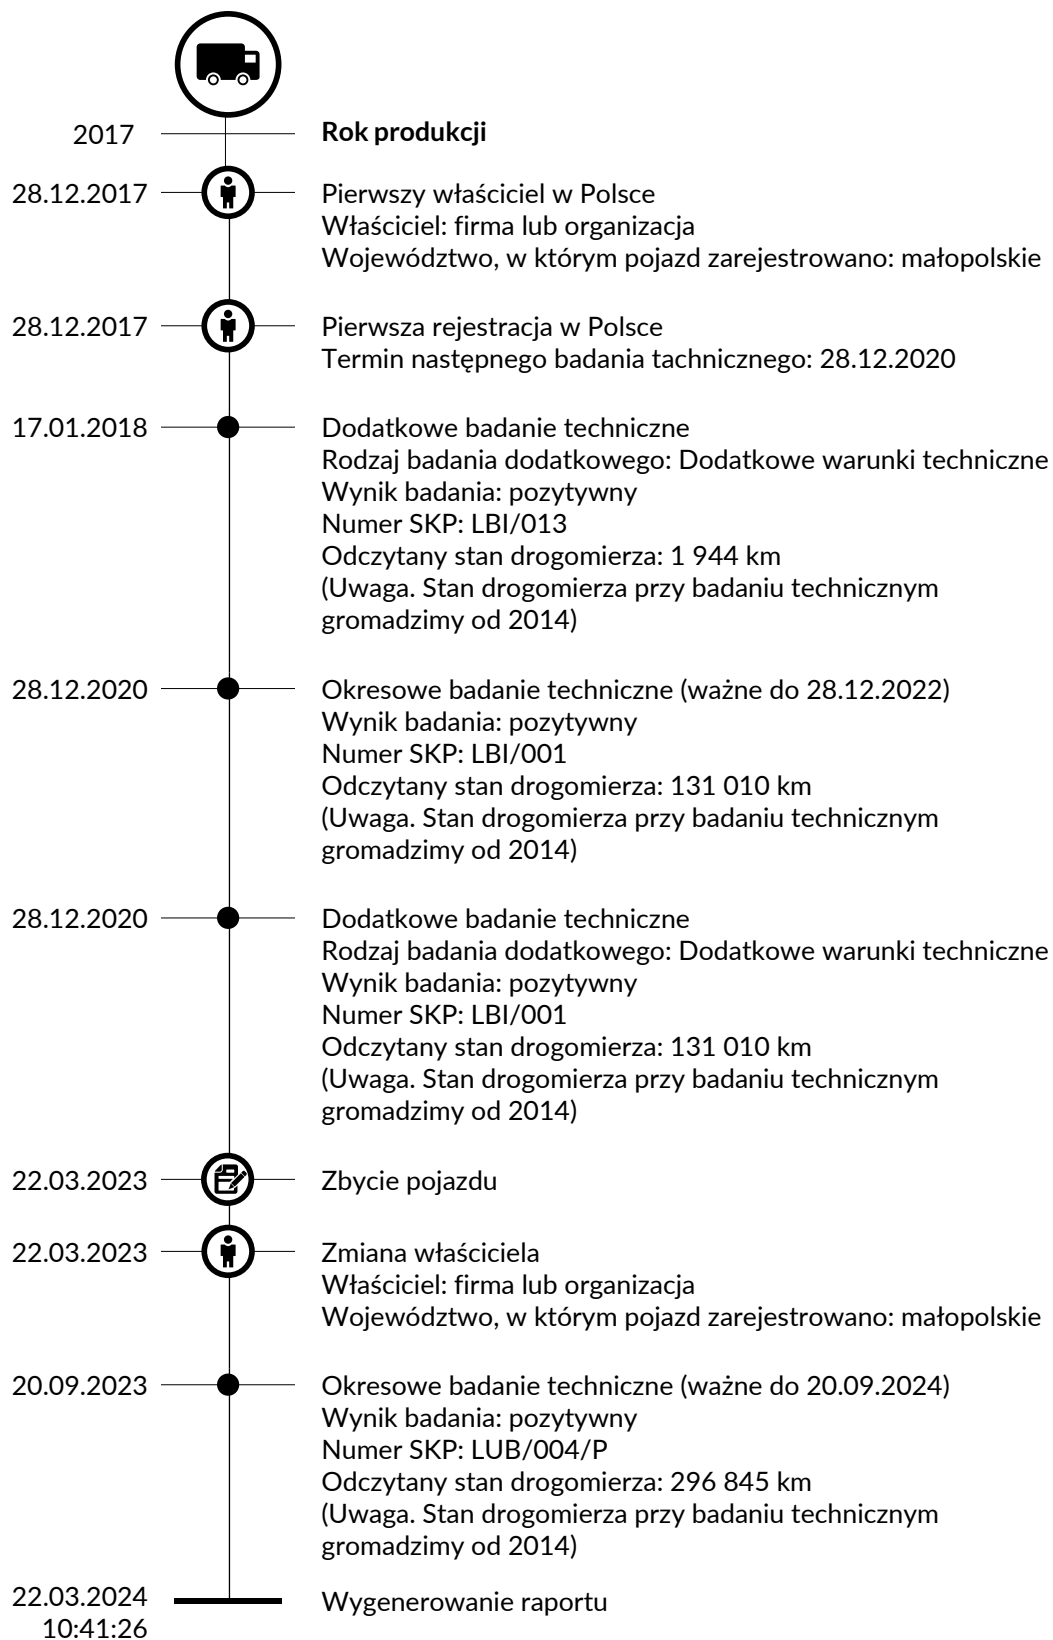 2017
Rok produkcji
28.12.2017
Pierwszy właściciel w Polsce
Właściciel: firma lub organizacja
Województwo, w którym pojazd zarejestrowano: małopolskie
28.12.2017
Pierwsza rejestracja w Polsce
Termin następnego badania tachnicznego: 28.12.2020
17.01.2018
Dodatkowe badanie techniczne
Rodzaj badania dodatkowego: Dodatkowe warunki techniczne
Wynik badania: pozytywny
Numer SKP: LBI/013
Odczytany stan drogomierza: 1 944 km
(Uwaga. Stan drogomierza przy badaniu technicznym
gromadzimy od 2014)
28.12.2020
Okresowe badanie techniczne (ważne do 28.12.2022)
Wynik badania: pozytywny
Numer SKP: LBI/001
Odczytany stan drogomierza: 131 010 km
(Uwaga. Stan drogomierza przy badaniu technicznym
gromadzimy od 2014)
28.12.2020
Dodatkowe badanie techniczne
Rodzaj badania dodatkowego: Dodatkowe warunki techniczne
Wynik badania: pozytywny
Numer SKP: LBI/001
Odczytany stan drogomierza: 131 010 km
(Uwaga. Stan drogomierza przy badaniu technicznym
gromadzimy od 2014)
22.03.2023
Zbycie pojazdu
22.03.2023
Zmiana właściciela
Właściciel: firma lub organizacja
Województwo, w którym pojazd zarejestrowano: małopolskie
20.09.2023
Okresowe badanie techniczne (ważne do 20.09.2024)
Wynik badania: pozytywny
Numer SKP: LUB/004/P
Odczytany stan drogomierza: 296 845 km
(Uwaga. Stan drogomierza przy badaniu technicznym
gromadzimy od 2014)
22.03.2024
10:41:26
Wygenerowanie raportu